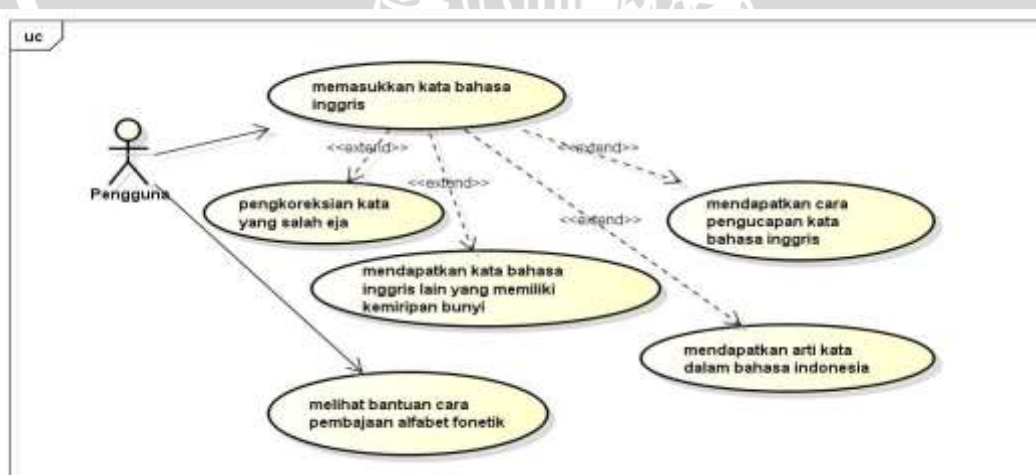 uc
memasukkan kata bahasa
inggris
Pengguna
<<extend>>
<<extend>>
<<extend>>
<<extend>>
pengkoreksian kata
yang salah eja
mendapatkan cara
pengucapan kata
bahasa inggris
mendapatkan kata bahasa
inggris lain yang memiliki
kemiripan bunyi
mendapatkan arti kata
dalam bahasa indonesia
melihat bantuan cara
pembajaan alfabet fonetik